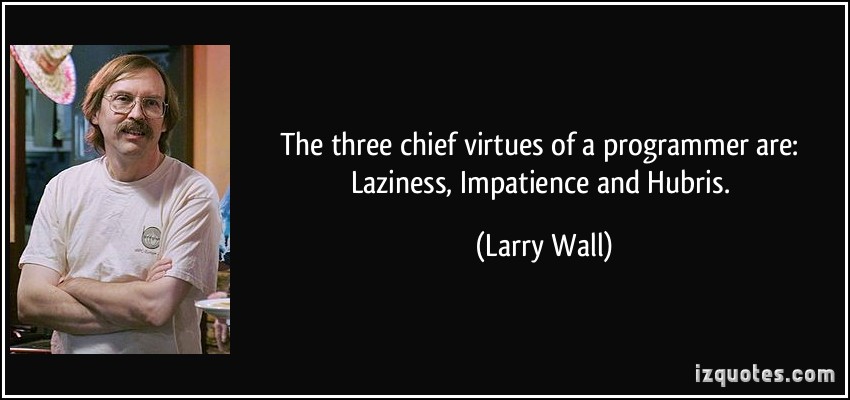 The three chief virtues of a programmer are:
Laziness, Impatience and Hubris.
(Larry Wall)
izquotes.com